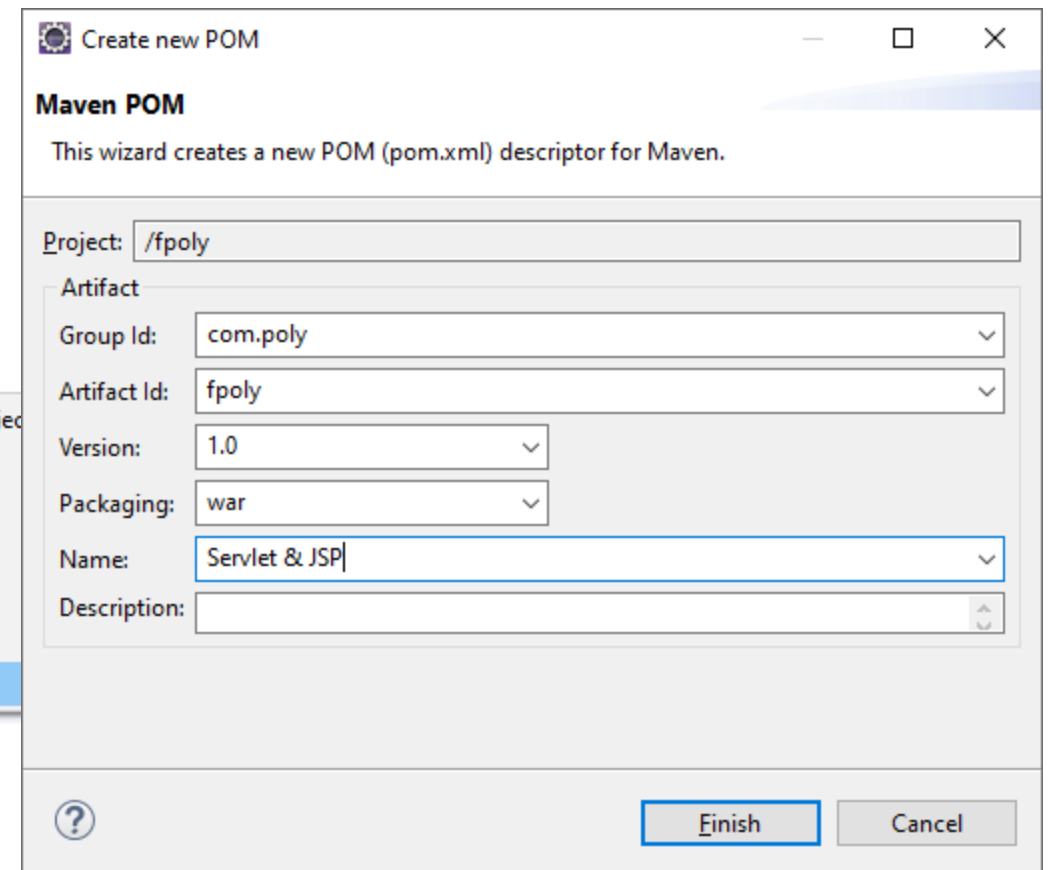 Create new POM
Maven POM
This wizard creates a new POM (pom.xml) descriptor for Maven.
Project: /fpoly
Artifact
Group Id: com.poly
Artifact Id: fpoly
Version: 1.0
Packaging: war
Name: Servlet & JSP
Description:
Finish Cancel